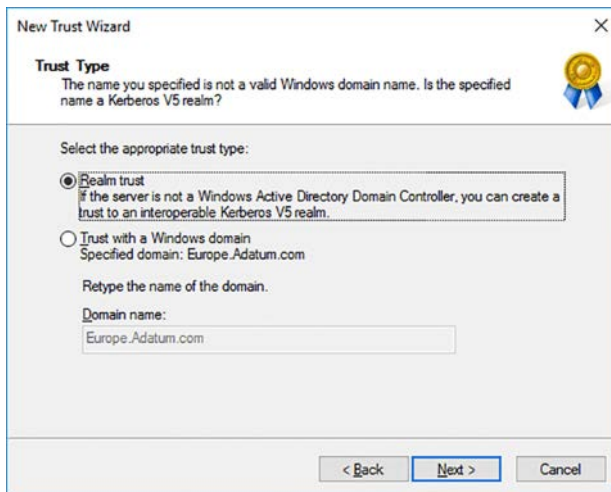 New Trust Wizard
Trust Type
The name you specified is not a valid Windows domain name. Is the specified
name a Kerberos V5 realm?
Select the appropriate trust type:
Realm trust
If the server is not a Windows Active Directory Domain Controller, you can create a
trust to an interoperable Kerberos V5 realm.
Trust with a Windows domain
Specified domain: Europe.Adatum.com
Retype the name of the domain.
Domain name:
Europe.Adatum.com
< Back Next > Cancel